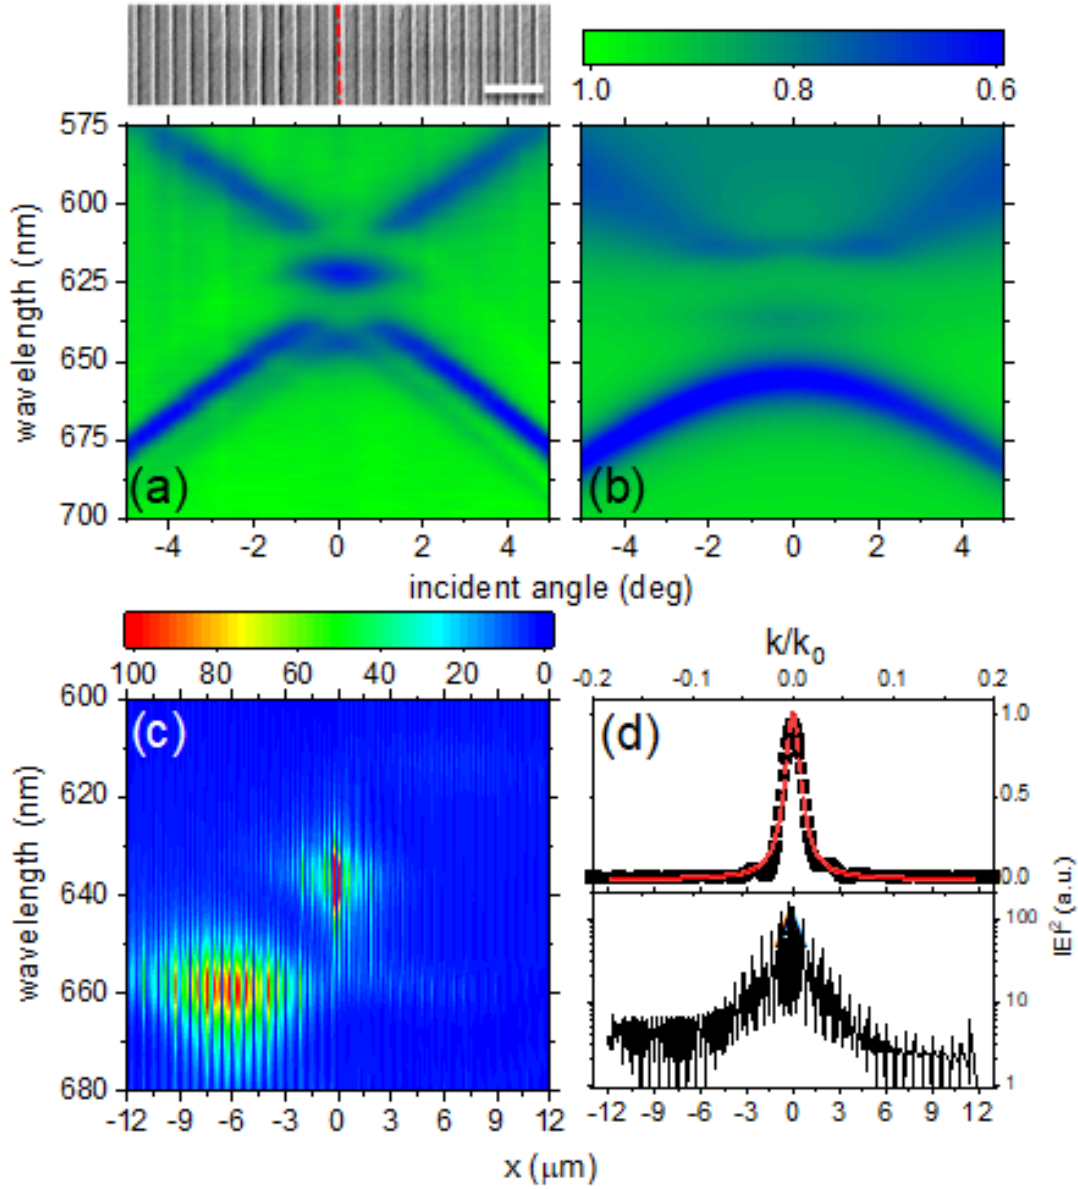 1.0 0.8 0.6
575
600
625
650
675
700
wavelength (nm)
(a)
(b)
-4 -2 0 2 4
-4 -2 0 2 4
incident angle (deg)
100 80 60 40 20 0
600
620
640
660
680
wavelength (nm)
(c)
-12 -9 -6 -3 0 3 6 9 12
x (μm)
k/k0
-0.2 -0.1 0.0 0.1 0.2
(d)
1.0
0.5
0.0
100
10
1
IEI² (a.u.)
-12 -9 -6 -3 0 3 6 9 12